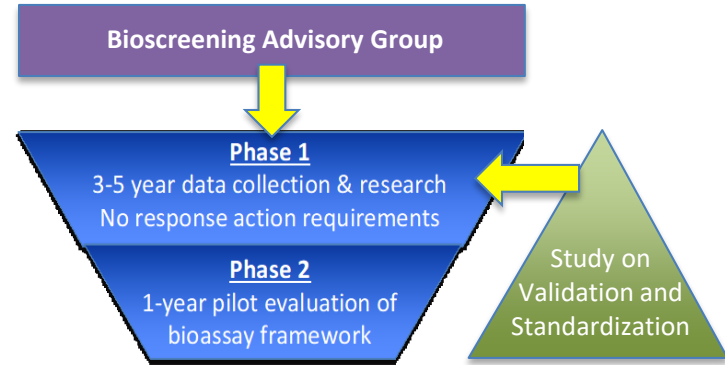 Bioscreening Advisory Group
Phase 1
3-5 year data collection & research
No response action requirements
Phase 2
1-year pilot evaluation of
bioassay framework
Study on
Validation and
Standardization